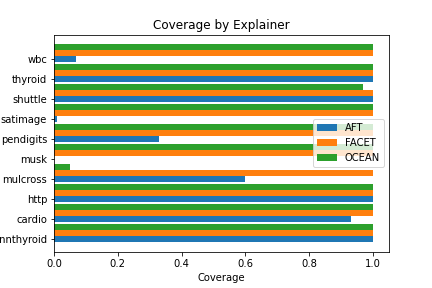 Coverage by Explainer
wbc
thyroid
shuttle
satimage
pendigits
musk
mulcross
http
cardio
nnthyroid
AFT
FACET
OCEAN
0.0 0.2 0.4 0.6 0.8 1.0
Coverage